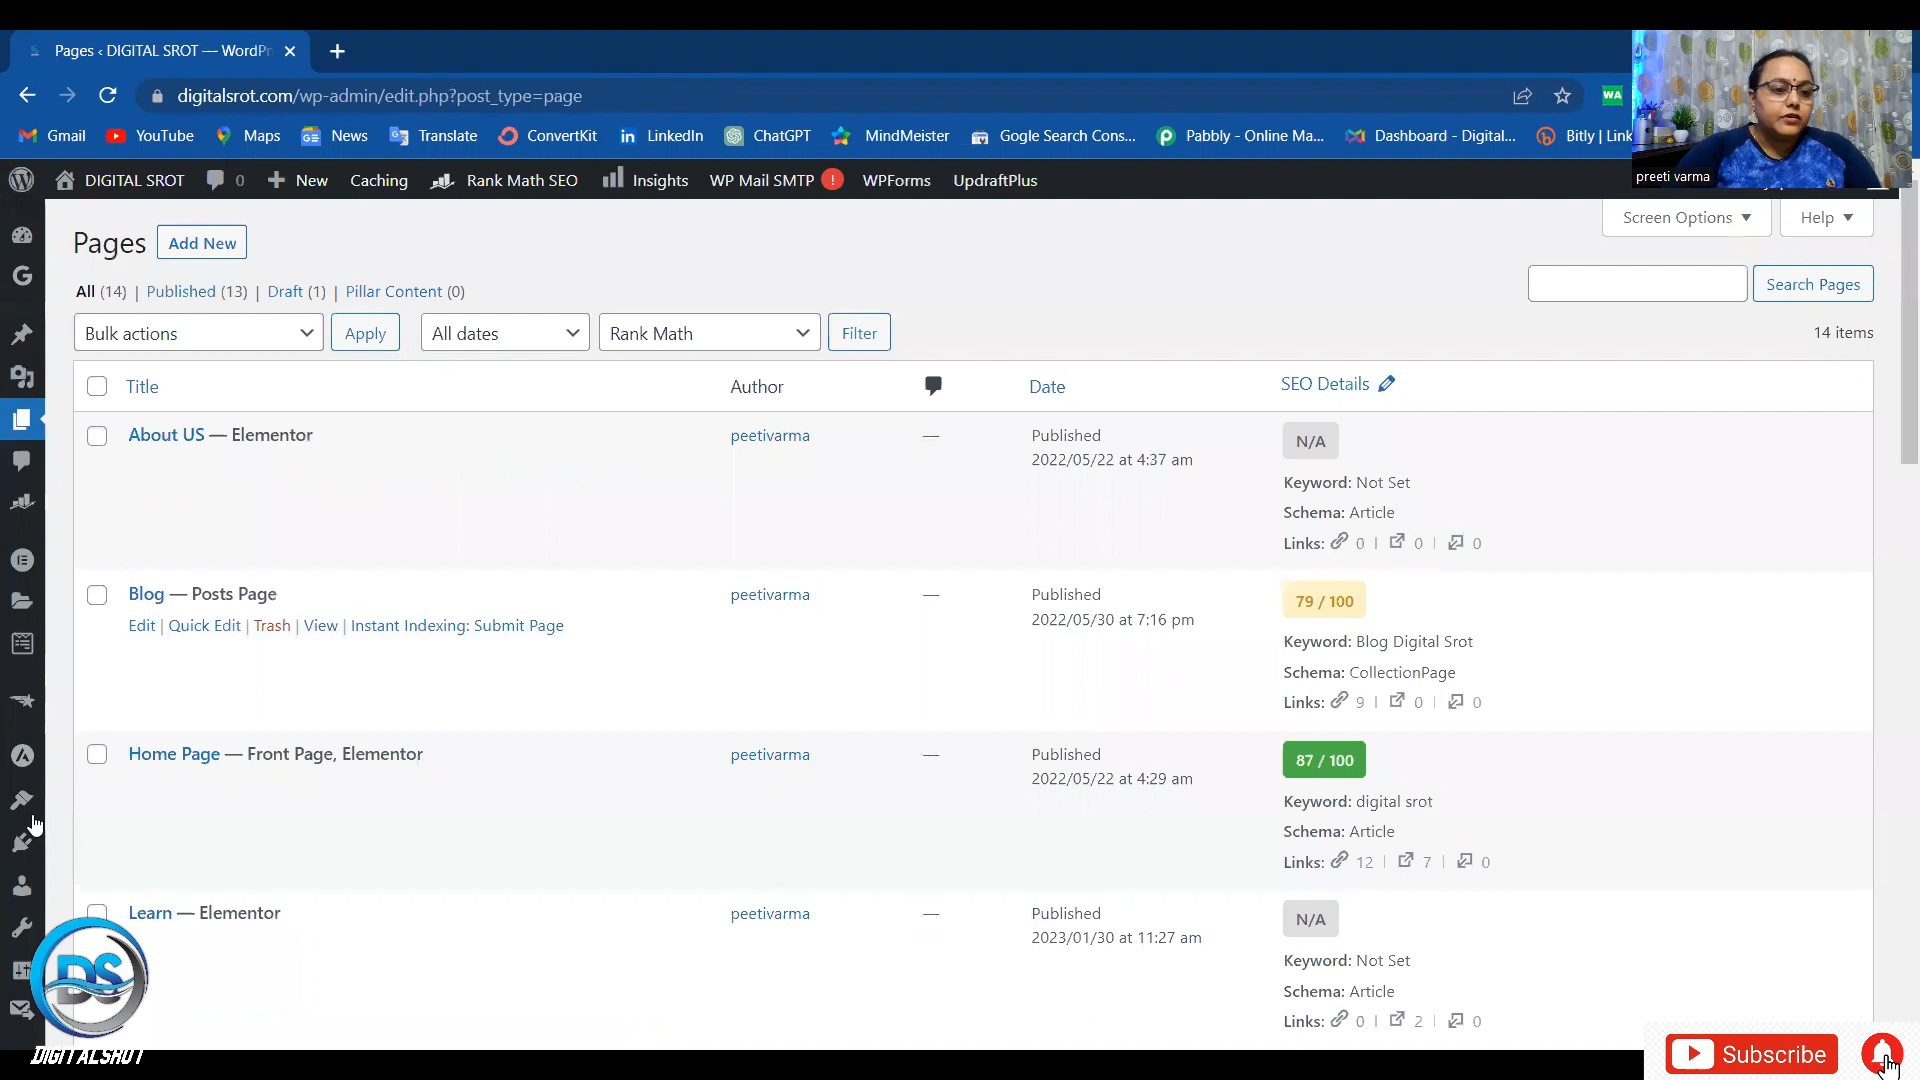 Pages ‹ DIGITAL SROT — WordPr
digitalsrot.com/wp-admin/edit.php?post_type=page
WA
Gmail YouTube Maps News Translate ConvertKit LinkedIn ChatGPT MindMeister Gogle Search Cons... Pabbly - Online Ma... Dashboard - Digital... Bitly | Link
preeti varma
DIGITAL SROT 0 New Caching Rank Math SEO Insights WP Mail SMTP ! WPForms UpdraftPlus
Screen Options Help
Pages Add New
All (14) | Published (13) | Draft (1) | Pillar Content (0)
Search Pages
Bulk actions Apply All dates Rank Math Filter 14 items
Title Author Date SEO Details
About US — Elementor peetivarma — Published N/A
2022/05/22 at 4:37 am
Keyword: Not Set
Schema: Article
Links: 0 | 0 | 0
Blog — Posts Page peetivarma — Published 79 / 100
Edit | Quick Edit | Trash | View | Instant Indexing: Submit Page 2022/05/30 at 7:16 pm
Keyword: Blog Digital Srot
Schema: CollectionPage
Links: 9 | 0 | 0
Home Page — Front Page, Elementor peetivarma — Published 87 / 100
2022/05/22 at 4:29 am
Keyword: digital srot
Schema: Article
Links: 12 | 7 | 0
Learn — Elementor peetivarma — Published N/A
2023/01/30 at 11:27 am
Keyword: Not Set
Schema: Article
Links: 0 | 2 | 0
DS
DIGITALSROT
Subscribe